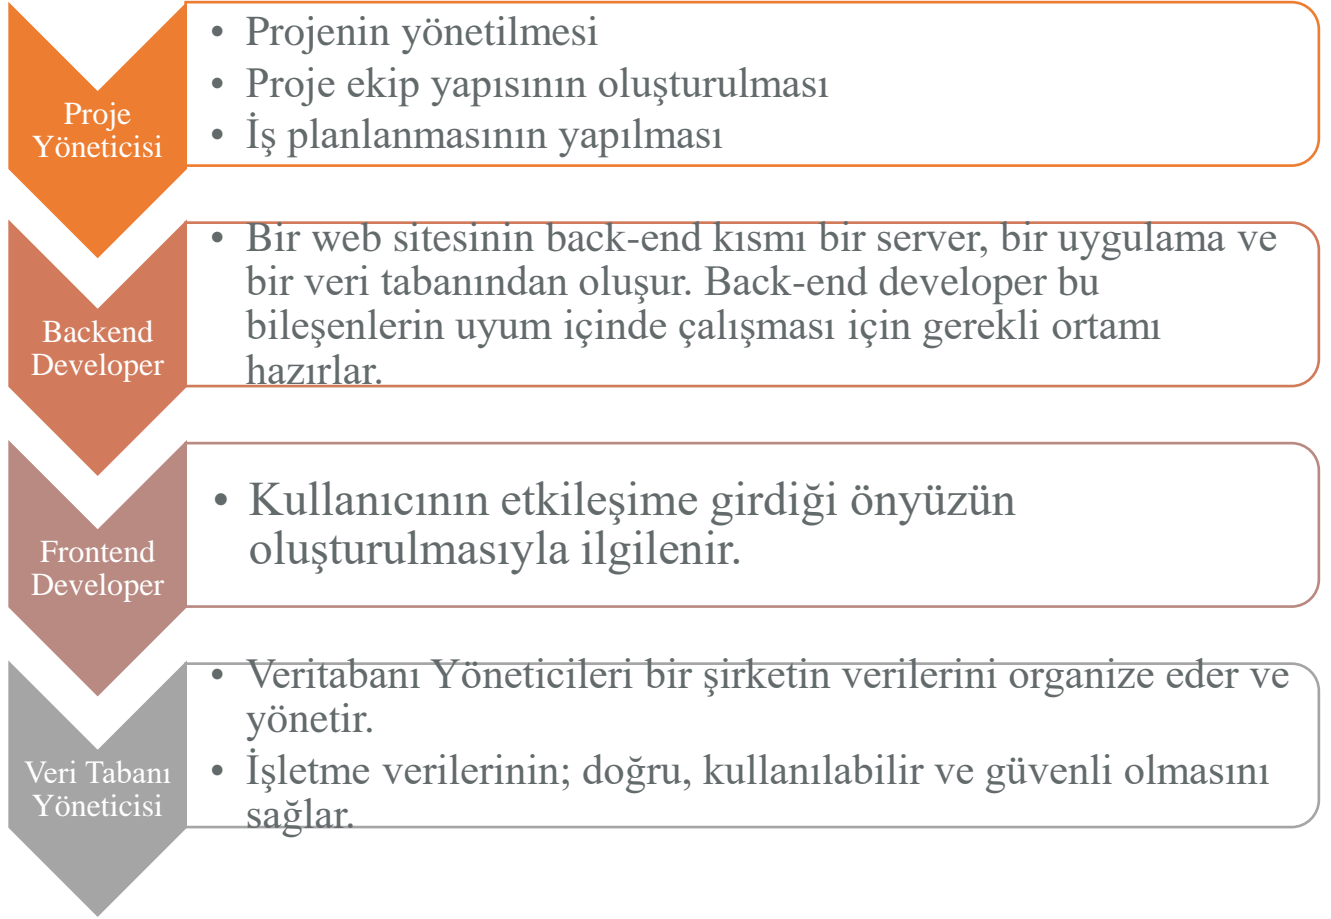 Proje
Yöneticisi
• Projenin yönetilmesi
• Proje ekip yapısının oluşturulması
• İş planlanmasının yapılması
Backend
Developer
• Bir web sitesinin back-end kısmı bir server, bir uygulama ve
bir veri tabanından oluşur. Back-end developer bu
bileşenlerin uyum içinde çalışması için gerekli ortamı
hazırlar.
Frontend
Developer
• Kullanıcının etkileşime girdiği önyüzün
oluşturulmasıyla ilgilenir.
Veri Tabanı
Yöneticisi
• Veritabanı Yöneticileri bir şirketin verilerini organize eder ve
yönetir.
• İşletme verilerinin; doğru, kullanılabilir ve güvenli olmasını
sağlar.